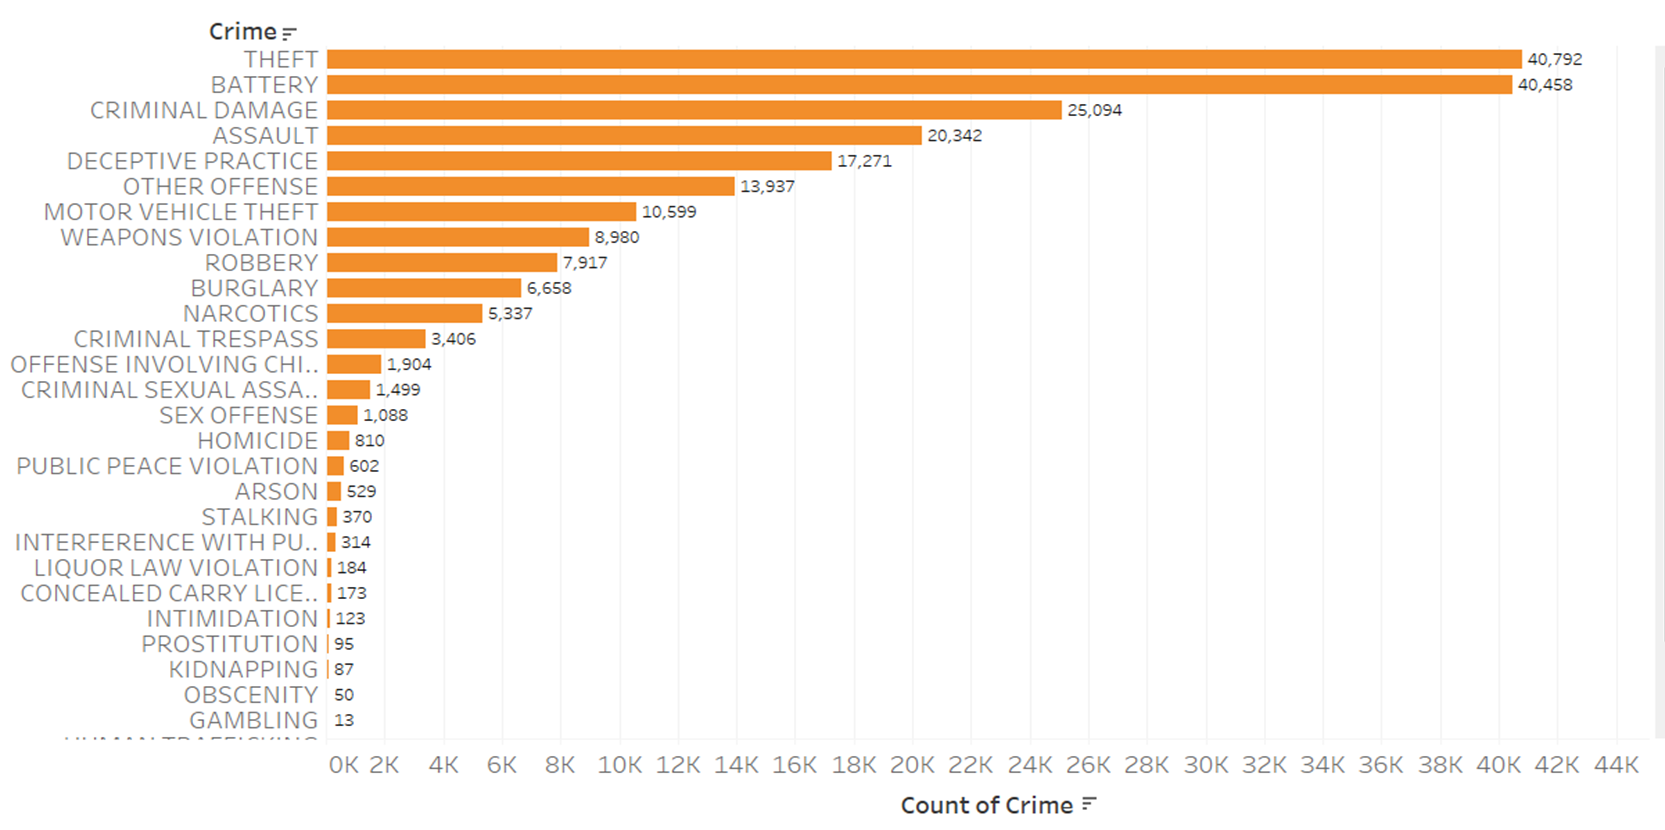 Crime
THEFT 40,792
BATTERY 40,458
CRIMINAL DAMAGE 25,094
ASSAULT 20,342
DECEPTIVE PRACTICE 17,271
OTHER OFFENSE 13,937
MOTOR VEHICLE THEFT 10,599
WEAPONS VIOLATION 8,980
ROBBERY 7,917
BURGLARY 6,658
NARCOTICS 5,337
CRIMINAL TRESPASS 3,406
OFFENSE INVOLVING CHI.. 1,904
CRIMINAL SEXUAL ASSA.. 1,499
SEX OFFENSE 1,088
HOMICIDE 810
PUBLIC PEACE VIOLATION 602
ARSON 529
STALKING 370
INTERFERENCE WITH PU.. 314
LIQUOR LAW VIOLATION 184
CONCEALED CARRY LICE.. 173
INTIMIDATION 123
PROSTITUTION 95
KIDNAPPING 87
OBSCENITY 50
GAMBLING 13
0K 2K 4K 6K 8K 10K 12K 14K 16K 18K 20K 22K 24K 26K 28K 30K 32K 34K 36K 38K 40K 42K 44K
Count of Crime